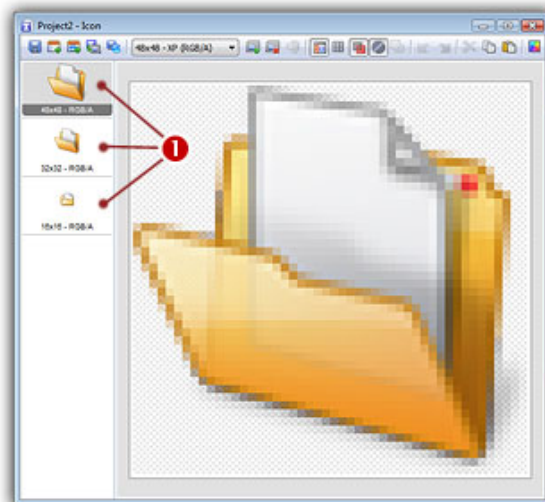 Project2 - Icon
48x48 - XP (RGB/A)
48x48 - RGB/A
1
32x32 - RGB/A
16x16 - RGB/A